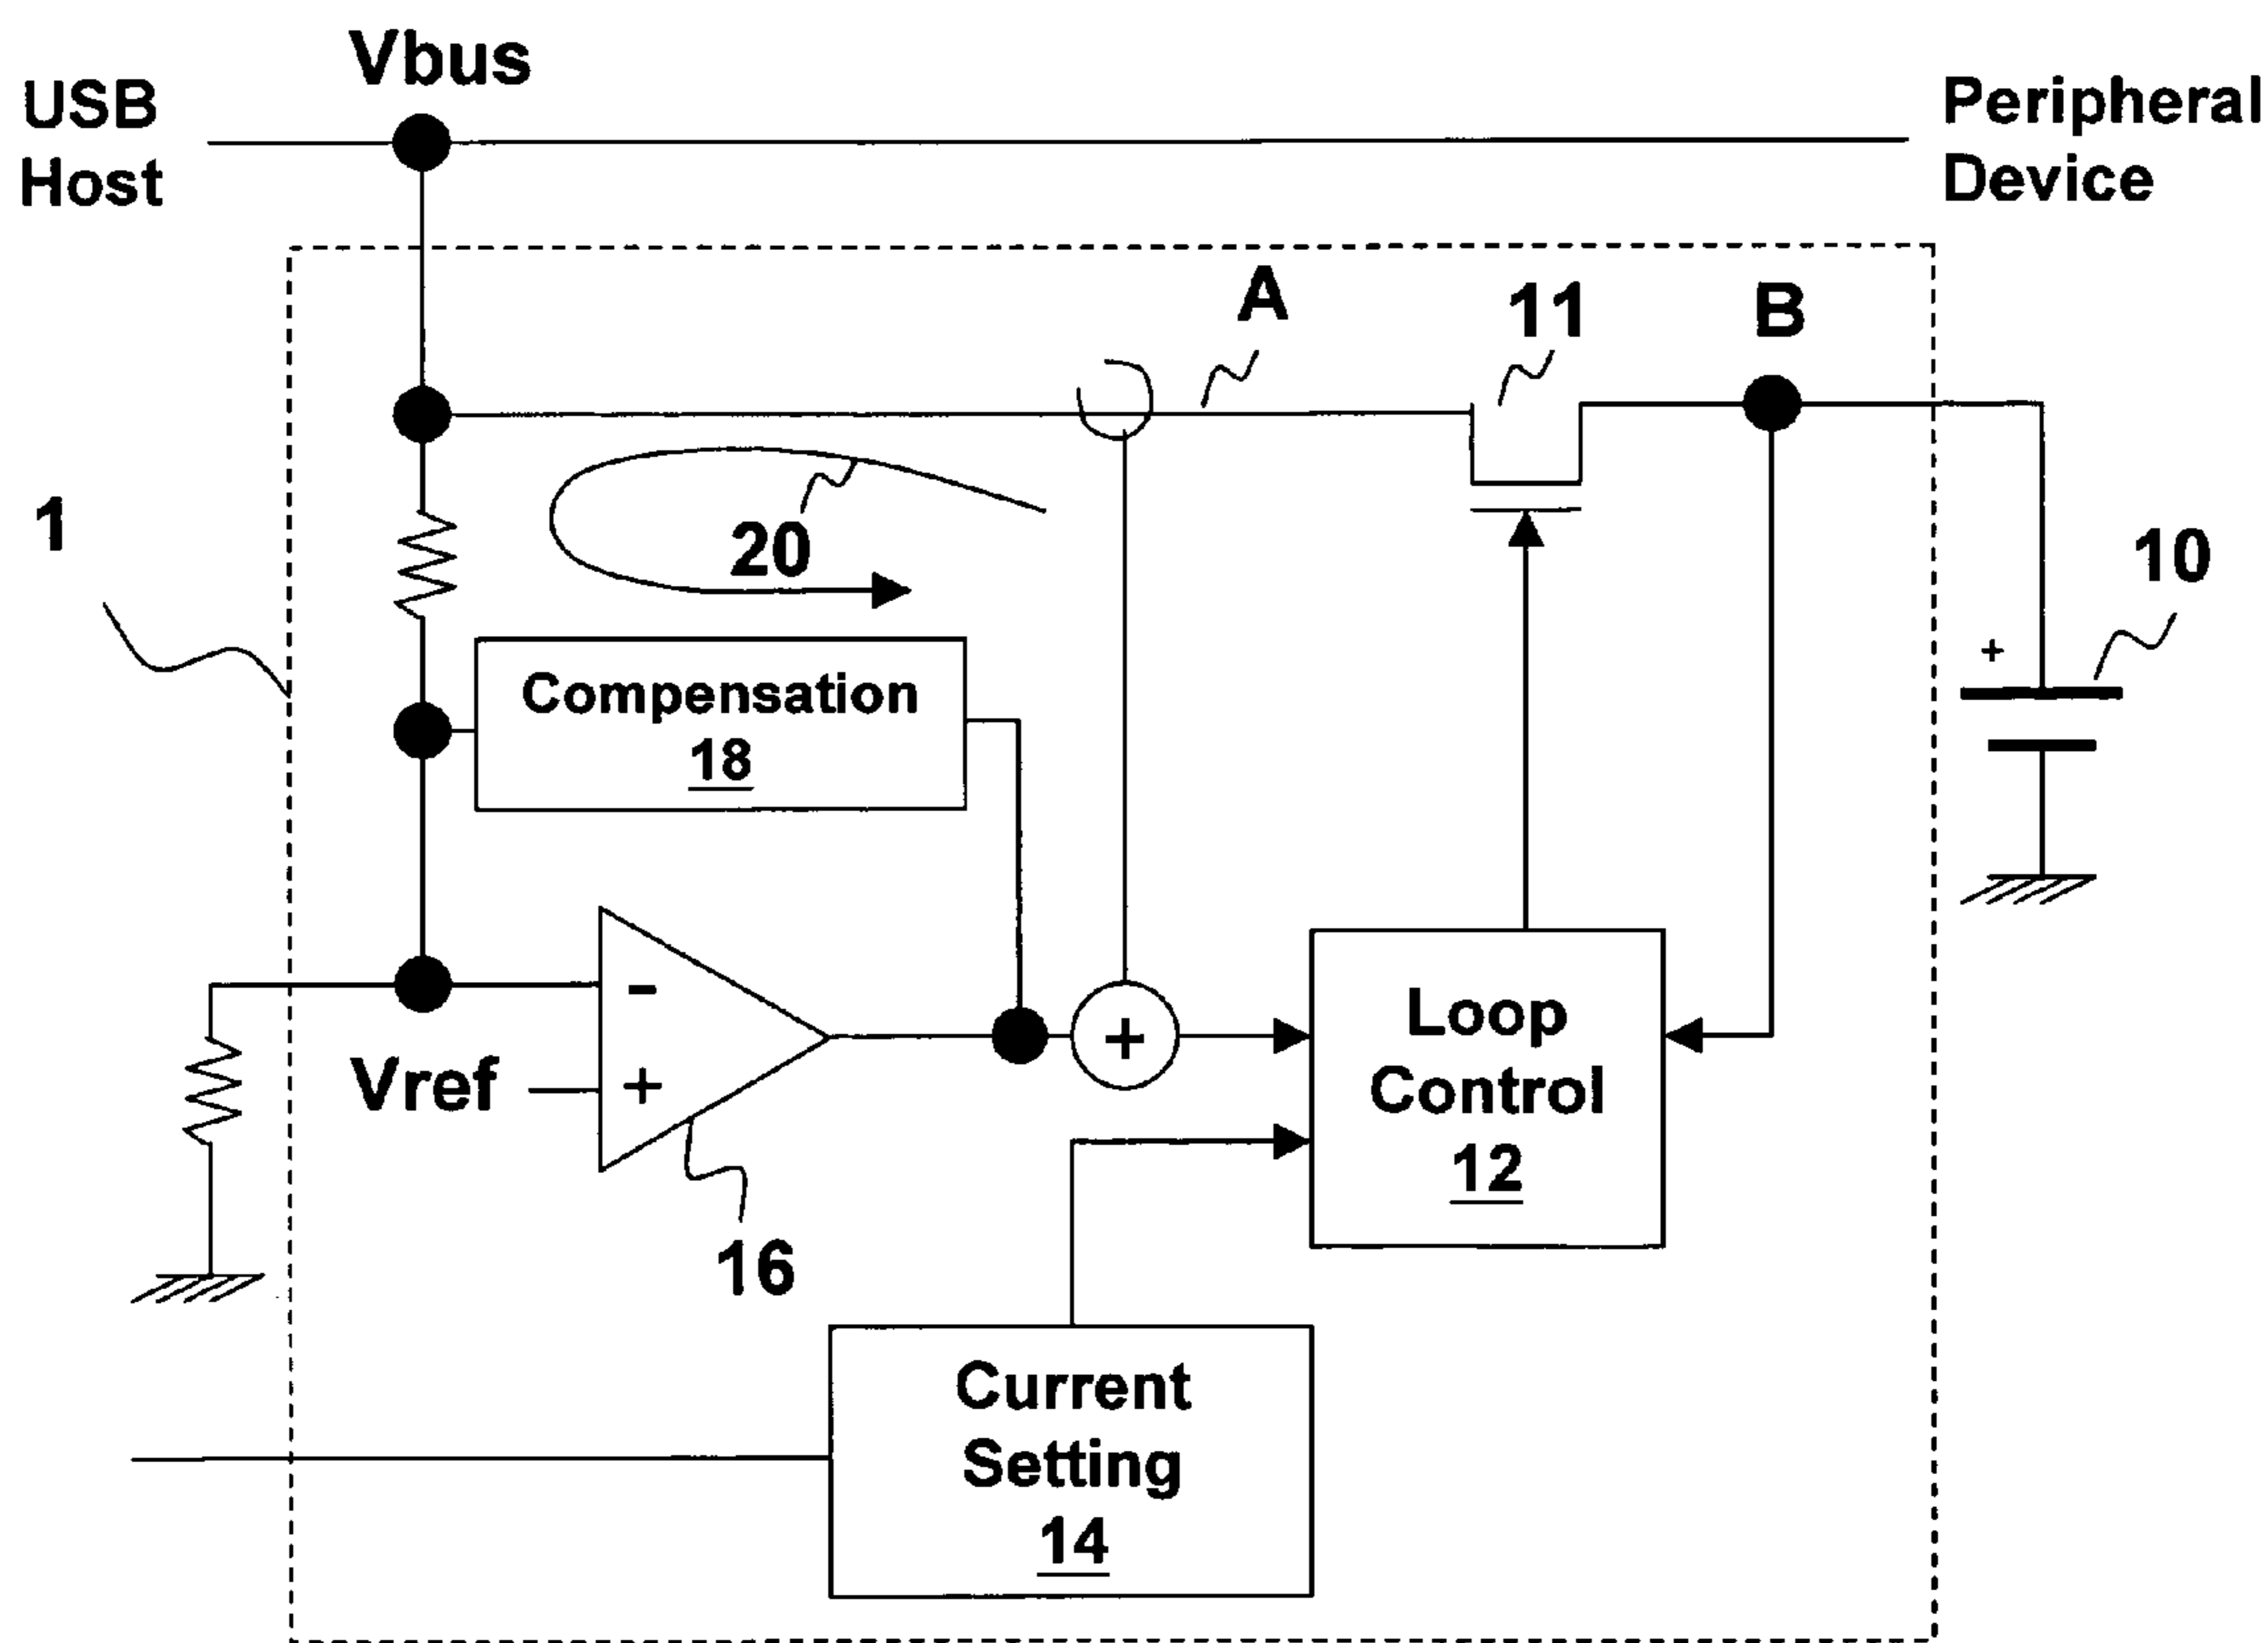 Vbus
USB
Host
Peripheral
Device
A
11
B
1
20
10
+
Compensation
18
-
+
Vref
+
Loop
Control
12
16
Current
Setting
14